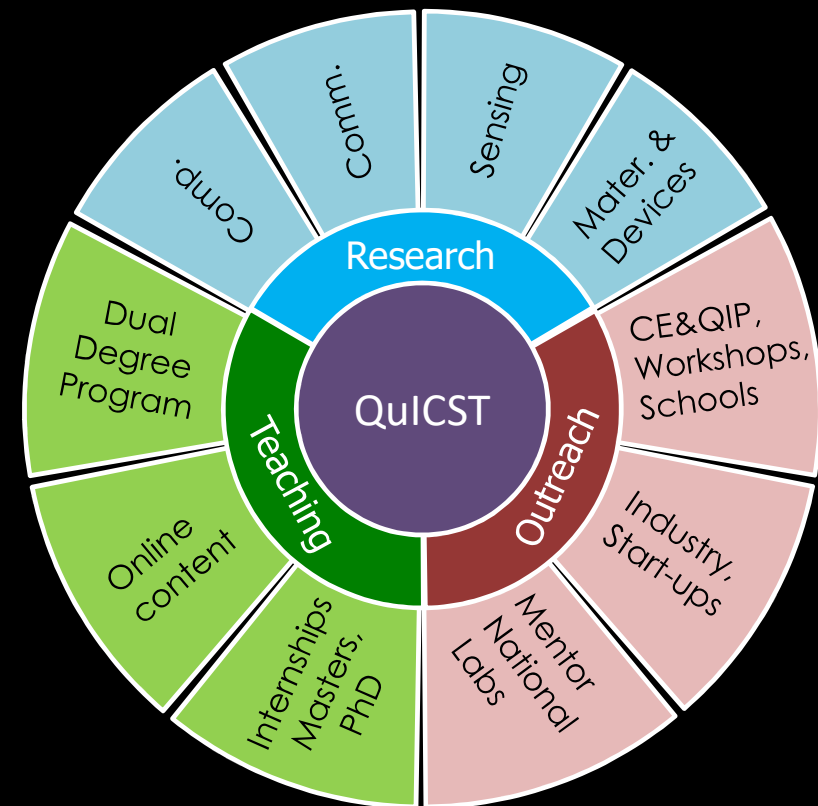 QuICST
Research
Comp.
Comm.
Sensing
Mater. &
Devices
Outreach
CE&QIP,
Workshops,
Schools
Industry,
Start-ups
Mentor
National
Labs
Teaching
Internships
Masters,
PhD
Online
content
Dual
Degree
Program